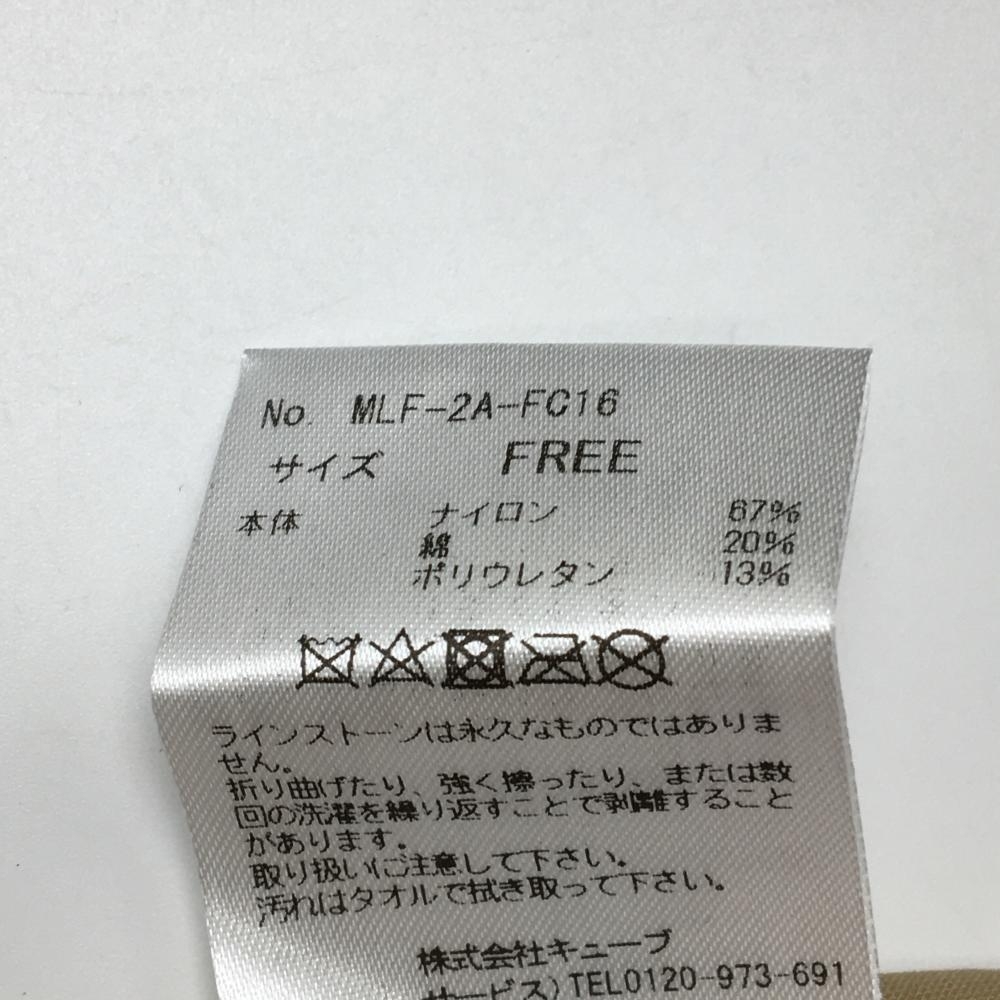 No. MLF-2A-FC16
サイズ FREE
本体 ナイロン 67%
綿 20%
ポリウレタン 13%
ラインストーンは永久なものではありま
せん。
折り曲げたり、強く擦ったり、または数
回の洗濯を繰り返すことで剥離すること
があります。
取り扱いに注意して下さい。
汚れはタオルで拭き取って下さい。
株式会社キューブ
サービス)TEL0120-973-691